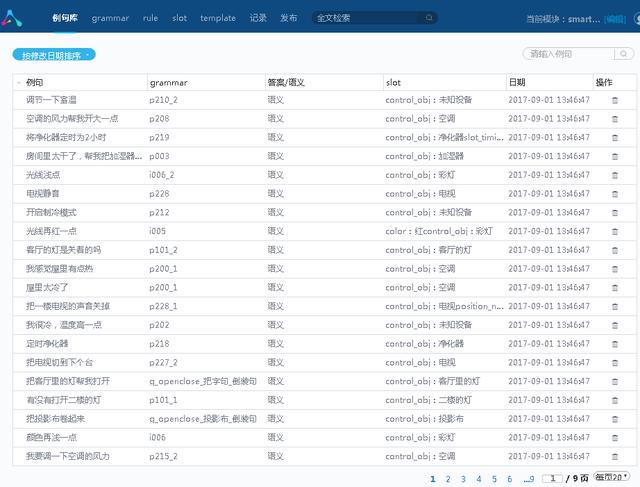 例句库 grammar rule slot template 记录 发布 全文检索 当前模块：smart... [编辑]
按修改日期排序 请输入例句
例句 grammar 答案/语义 slot 日期 操作
调节一下室温 p210_2 语义 control_obj：未知设备 2017-09-01 13:46:47
空调的风力帮我开大一点 p208 语义 control_obj：空调 2017-09-01 13:46:47
将净化器定时为2小时 p219 语义 control_obj：净化器slot_timi... 2017-09-01 13:46:47
房间里太干了，帮我把加湿器... p003 语义 control_obj：加湿器 2017-09-01 13:46:47
光线浅点 i006_2 语义 control_obj：彩灯 2017-09-01 13:46:47
电视静音 p228 语义 control_obj：电视 2017-09-01 13:46:47
开启制冷模式 p212 语义 control_obj：未知设备 2017-09-01 13:46:47
光线再红一点 i005 语义 color：红control_obj：彩灯 2017-09-01 13:46:47
客厅的灯是关着的吗 p101_2 语义 control_obj：客厅的灯 2017-09-01 13:46:47
我感觉屋里有点热 p200_1 语义 control_obj：空调 2017-09-01 13:46:47
屋里太冷了 p200_1 语义 control_obj：空调 2017-09-01 13:46:47
把一楼电视的声音关掉 p228_1 语义 control_obj：电视position_n... 2017-09-01 13:46:47
我很冷，温度高一点 p202 语义 control_obj：未知设备 2017-09-01 13:46:47
定时净化器 p218 语义 control_obj：净化器 2017-09-01 13:46:47
把电视切到下个台 p227_2 语义 control_obj：电视 2017-09-01 13:46:47
把客厅里的灯帮我打开 q_openclose_把字句_倒装句 语义 control_obj：客厅里的灯 2017-09-01 13:46:47
有没有打开二楼的灯 p101_1 语义 control_obj：二楼的灯 2017-09-01 13:46:47
把投影布卷起来 q_openclose_投影布_倒装句 语义 control_obj：投影布 2017-09-01 13:46:47
颜色再浅一点 i006 语义 control_obj：彩灯 2017-09-01 13:46:47
我要调一下空调的风力 p215_2 语义 control_obj：空调 2017-09-01 13:46:47
1 2 3 4 5 6 ...9 1 / 9 页 每页20